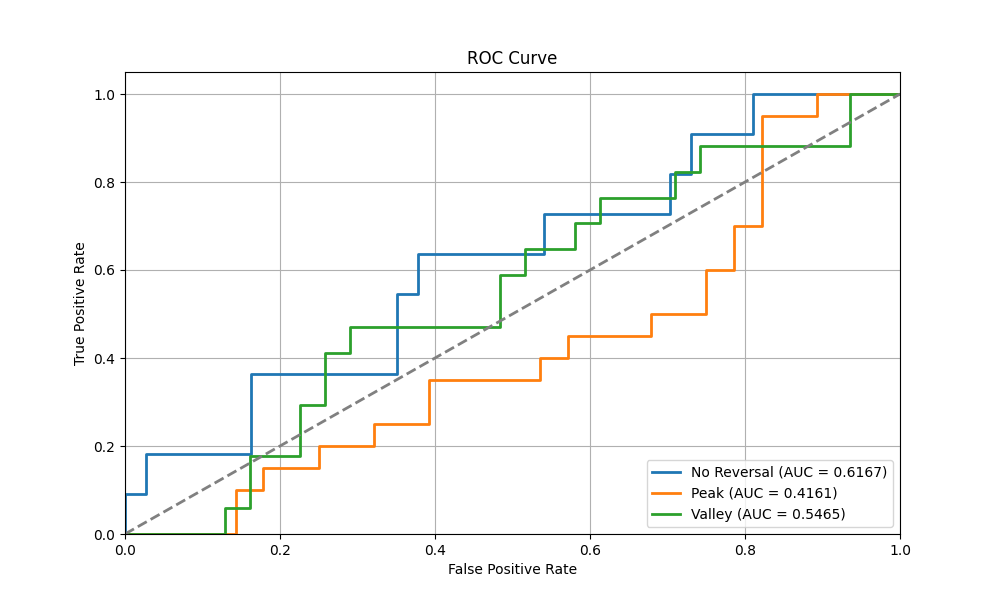 ROC Curve
True Positive Rate
1.0
0.8
0.6
0.4
0.2
0.0
0.0 0.2 0.4 0.6 0.8 1.0
False Positive Rate
No Reversal (AUC = 0.6167)
Peak (AUC = 0.4161)
Valley (AUC = 0.5465)